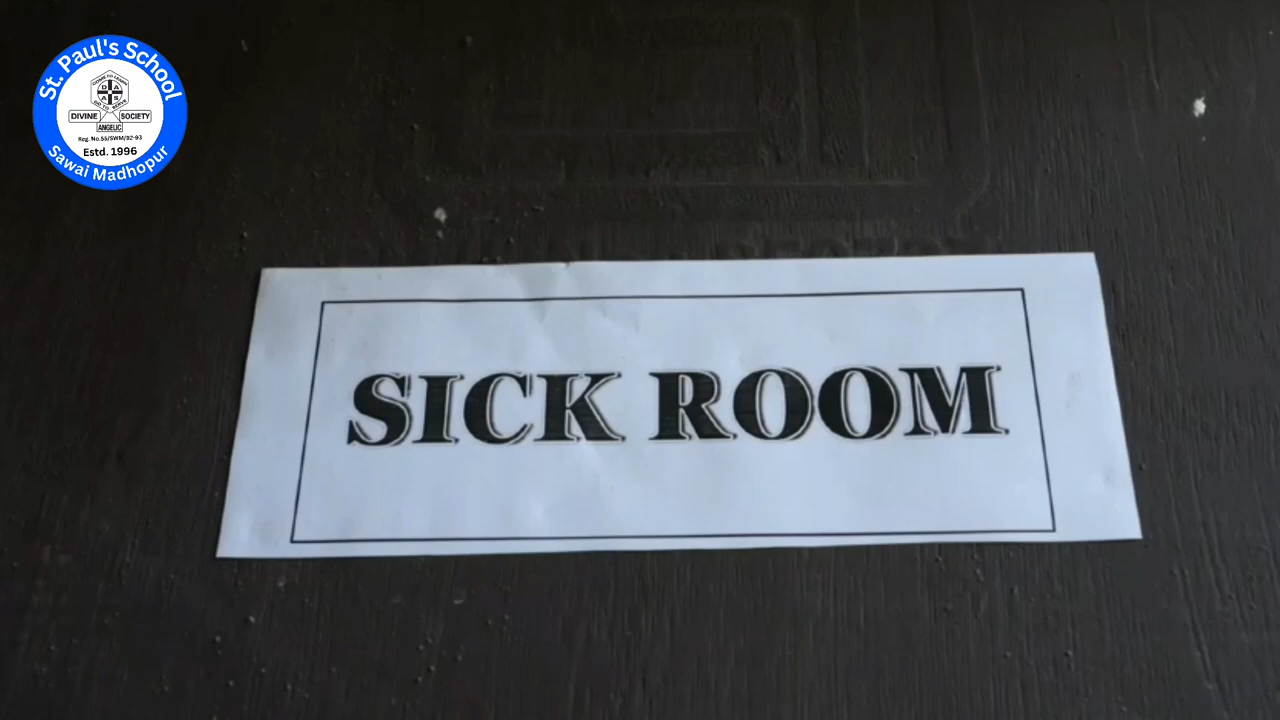 St. Paul's School
DIVINE SOCIETY
ANGELIC
Reg. No.55/SWM/92-93
Estd. 1996
Sawai Madhopur
SICK ROOM